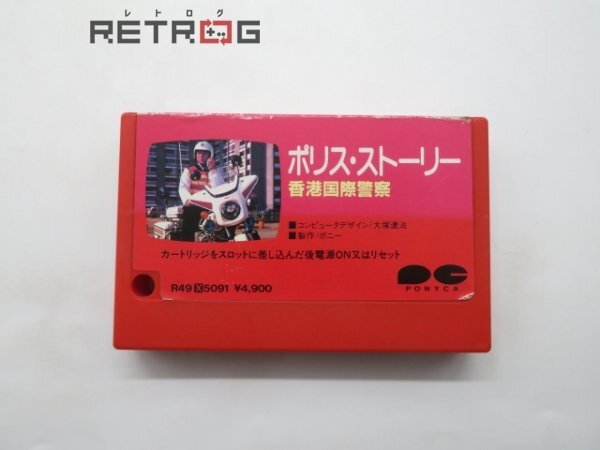 レトログ
RETROG
ポリス・ストーリー
香港国際警察
■コンピュータデザイン/大塚達治
■製作/ポニー
カートリッジをスロットに差し込んだ後電源ON又はリセット
R49X5091 ¥4,900
PC
PONYCA